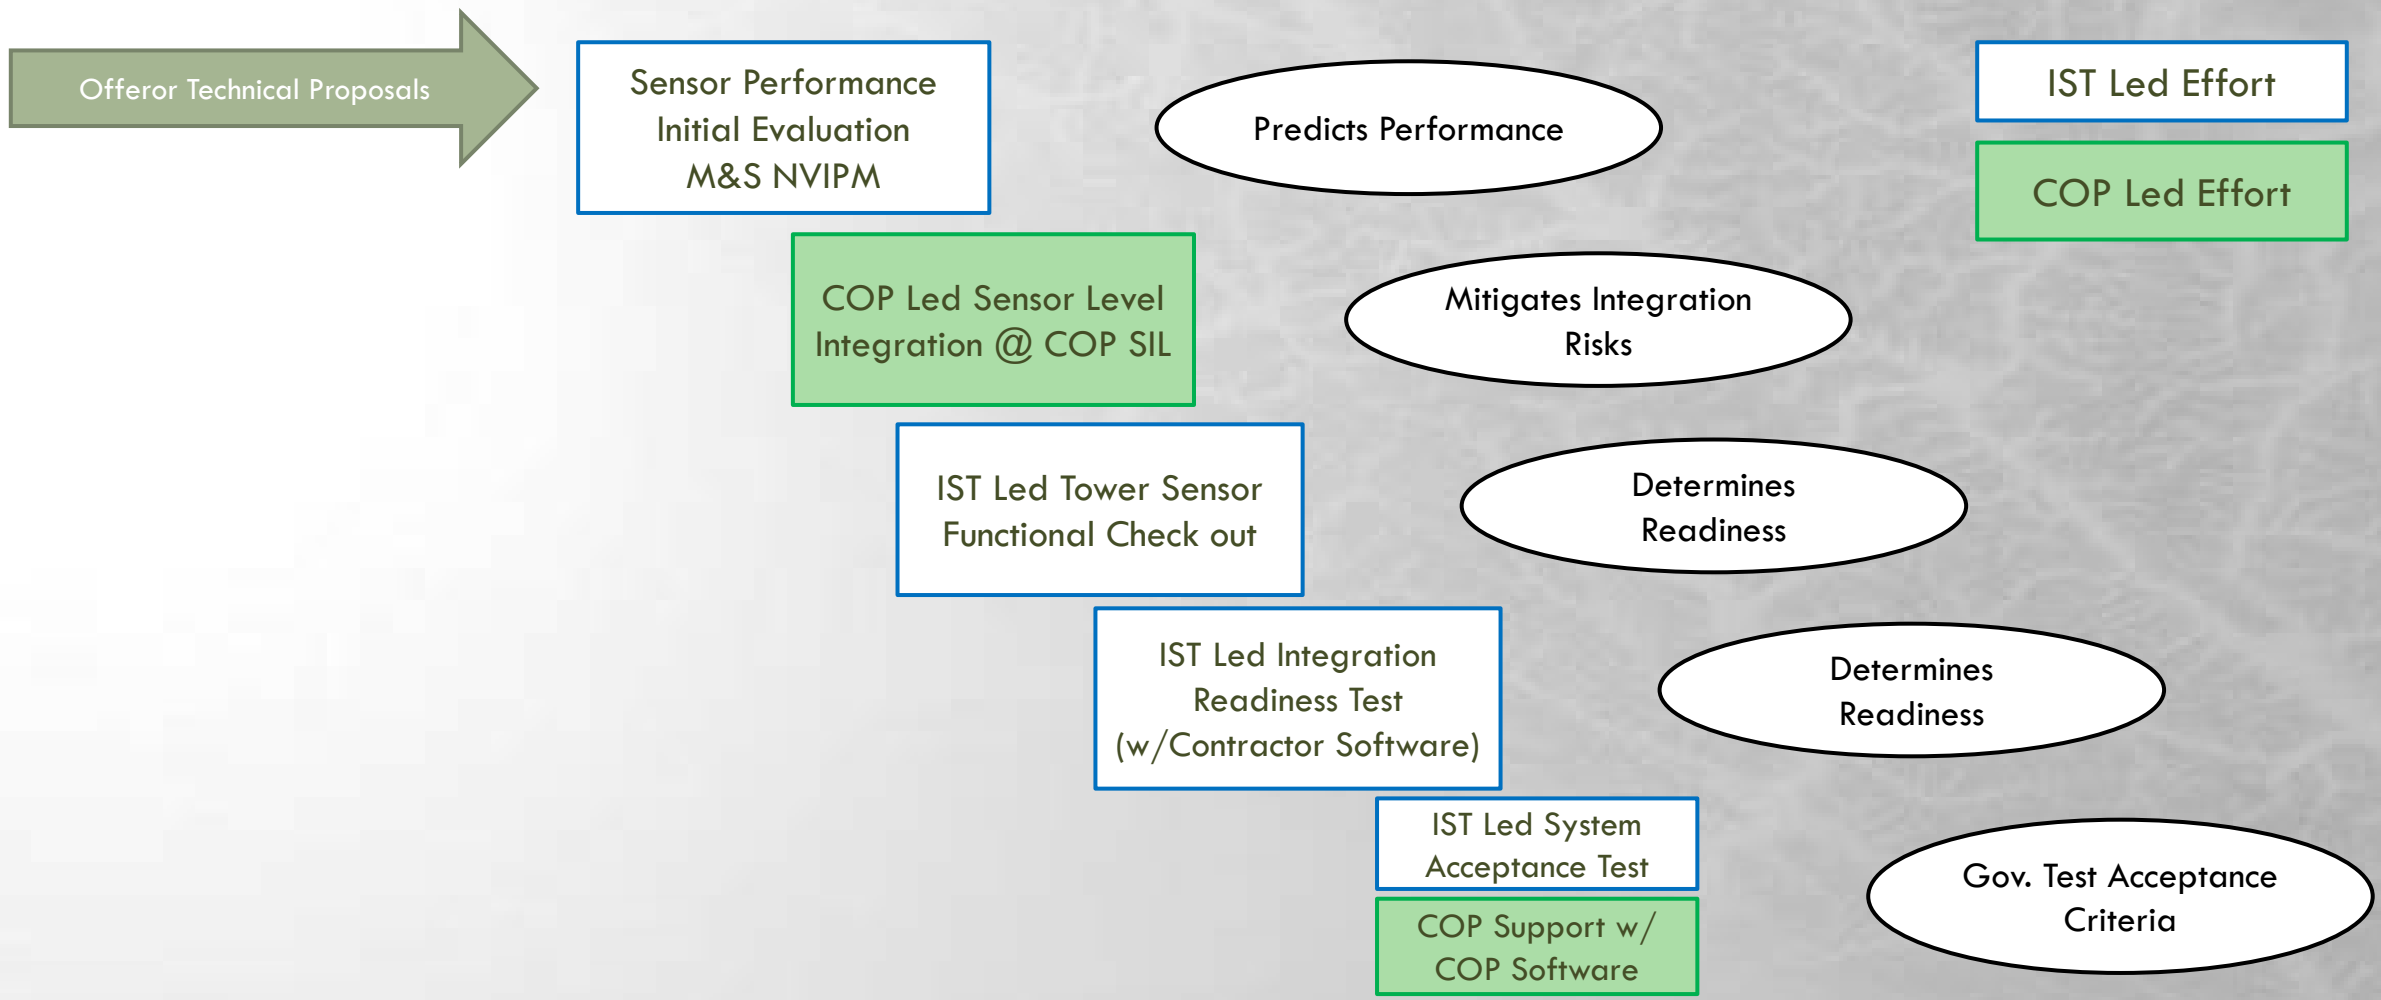 Offeror Technical Proposals
Sensor Performance
Initial Evaluation
M&S NVIPM
Predicts Performance
IST Led Effort
COP Led Effort
COP Led Sensor Level
Integration @ COP SIL
Mitigates Integration
Risks
IST Led Tower Sensor
Functional Check out
Determines
Readiness
IST Led Integration
Readiness Test
(w/Contractor Software)
Determines
Readiness
IST Led System
Acceptance Test
COP Support w/
COP Software
Gov. Test Acceptance
Criteria